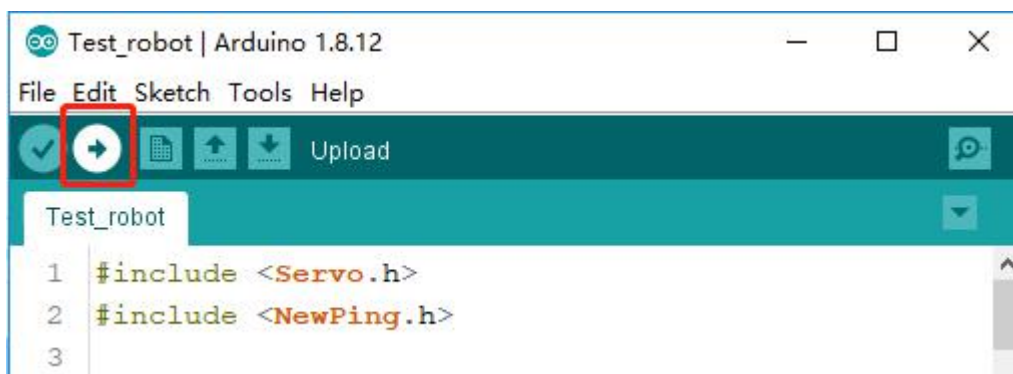 Test_robot | Arduino 1.8.12
File Edit Sketch Tools Help
Upload
Test_robot
1 #include <Servo.h>
2 #include <NewPing.h>
3